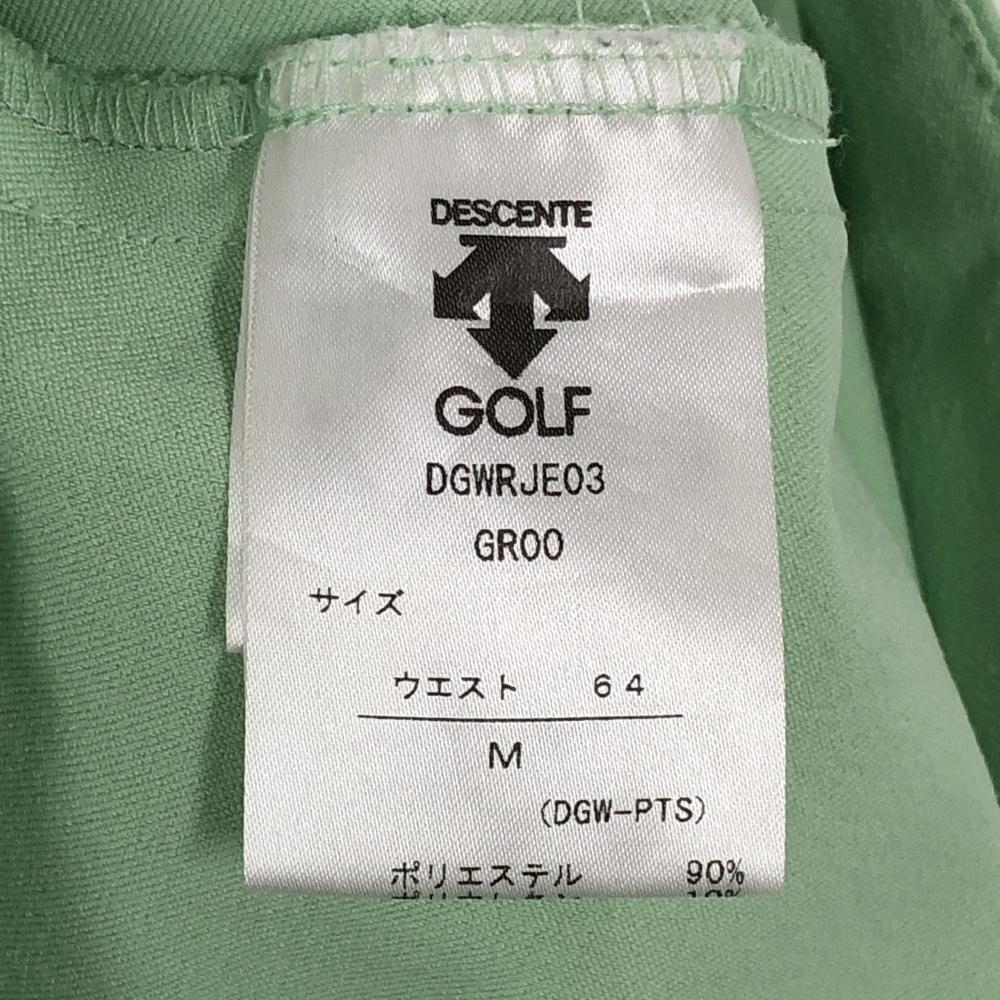 DESCENTE
GOLF
DGWRJE03
GR00
サイズ
ウエスト 64
M
(DGW-PTS)
ポリエステル 90%